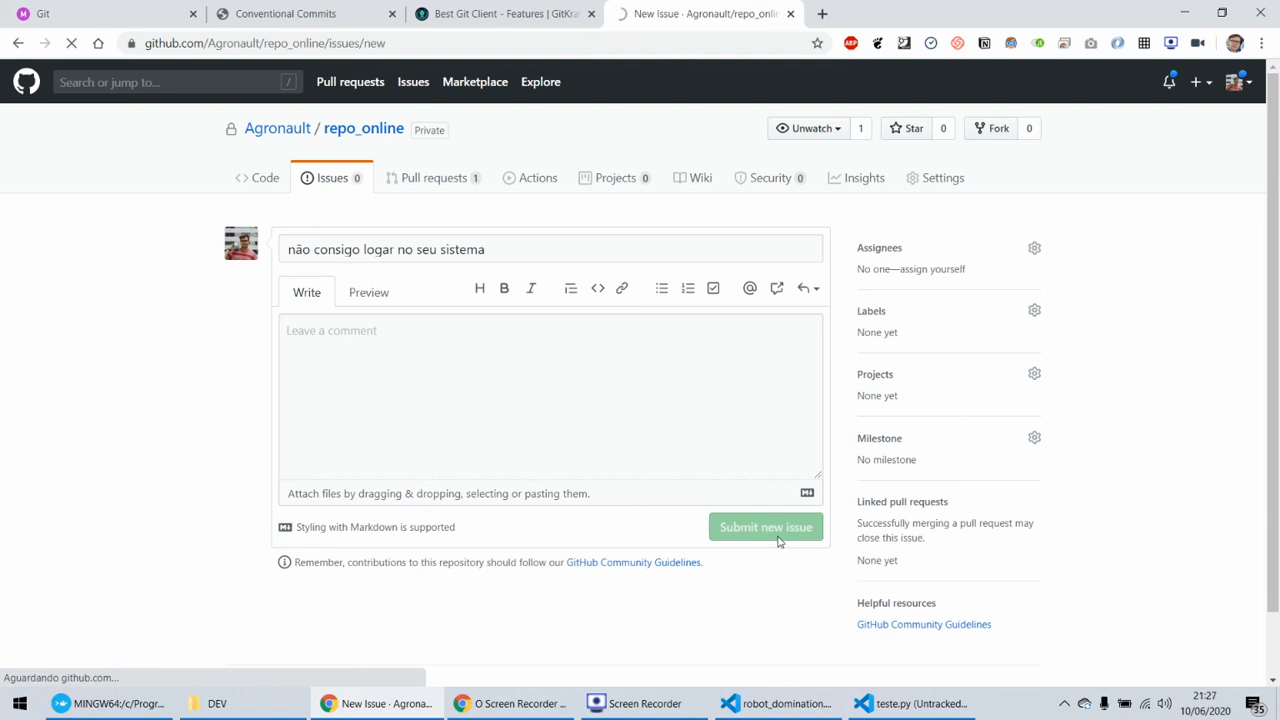 Git
Conventional Commits
Best Git Client - Features | GitKra
New Issue · Agronault/repo_onlin
github.com/Agronault/repo_online/issues/new
ABP
Search or jump to...
/
Pull requests
Issues
Marketplace
Explore
Agronault / repo_online
Private
Unwatch
1
Star
0
Fork
0
Code
Issues 0
Pull requests 1
Actions
Projects 0
Wiki
Security 0
Insights
Settings
não consigo logar no seu sistema
Write
Preview
Leave a comment
Attach files by dragging & dropping, selecting or pasting them.
Styling with Markdown is supported
Submit new issue
Remember, contributions to this repository should follow our GitHub Community Guidelines.
Assignees
No one—assign yourself
Labels
None yet
Projects
None yet
Milestone
No milestone
Linked pull requests
Successfully merging a pull request may
close this issue.
None yet
Helpful resources
GitHub Community Guidelines
Aguardando github.com...
MINGW64:/c/Progr...
DEV
New Issue · Agrona...
O Screen Recorder ...
Screen Recorder
robot_domination...
teste.py (Untracked...
21:27
10/06/2020
35